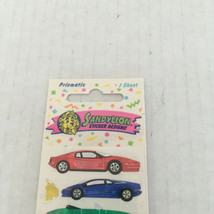 Prismatic 1 Sheet
SANDYLION
STICKER DESIGNS